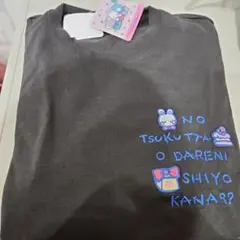 NO
TSUKUTTA
O DARENI
SHIYO
KANA??